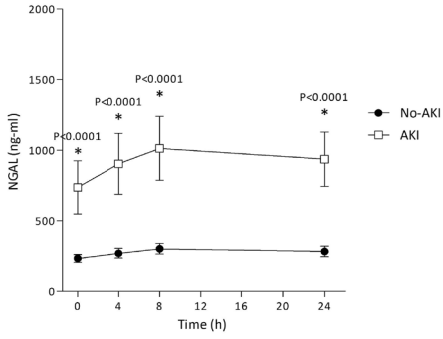 2000
1500
1000
500
0
NGAL (ng-ml)
P<0.0001
*
P<0.0001
*
P<0.0001
*
P<0.0001
*
No-AKI
AKI
0 4 8 12 16 20 24
Time (h)